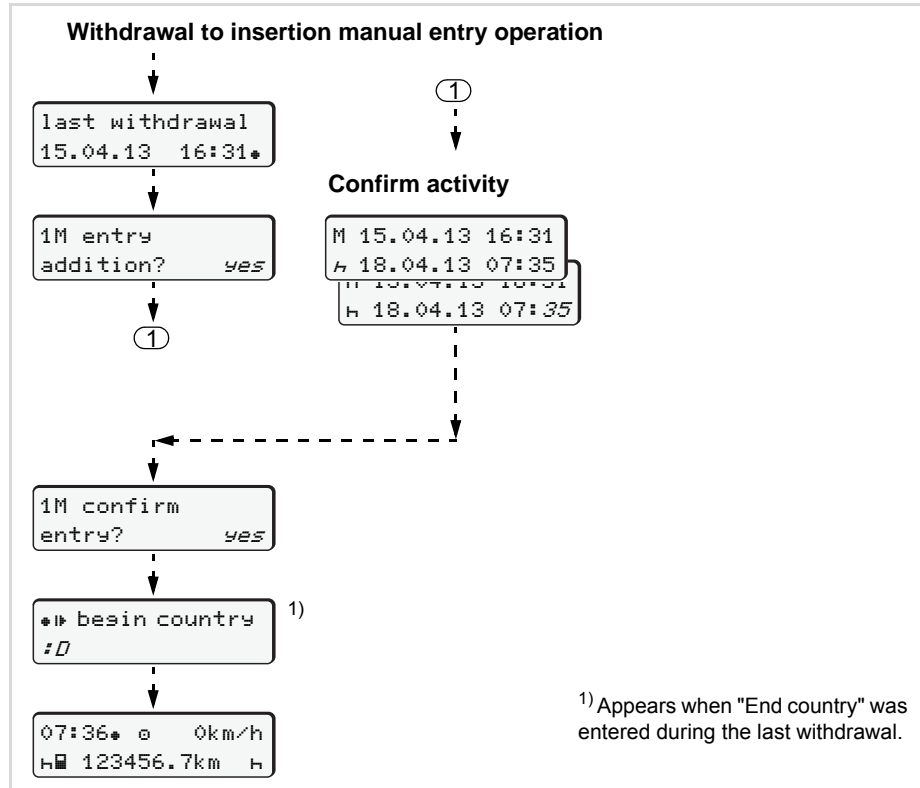 Withdrawal to insertion manual entry operation
last withdrawal
15.04.13 16:31
1M entry
addition? yes
1
1
Confirm activity
M 15.04.13 16:31
h 18.04.13 07:35
h 18.04.13 07:35
1M confirm
entry? yes
begin country
:D
1)
07:36 0km/h
h 123456.7km h
1) Appears when "End country" was
entered during the last withdrawal.